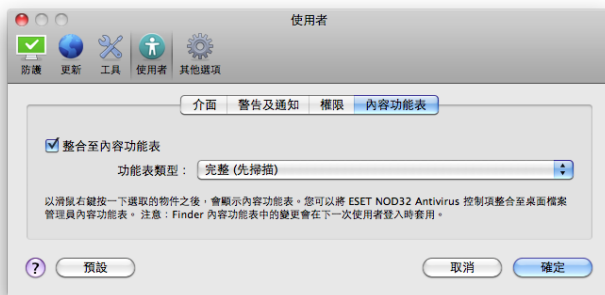 使用者
防護 更新 工具 使用者 其他選項
介面 警告及通知 權限 內容功能表
整合至內容功能表
功能表類型： 完整 (先掃描)
以滑鼠右鍵按一下選取的物件之後，會顯示內容功能表。您可以將 ESET NOD32 Antivirus 控制項整合至桌面檔案
管理員內容功能表。 注意：Finder 內容功能表中的變更會在下一次使用者登入時套用。
? 預設 取消 確定